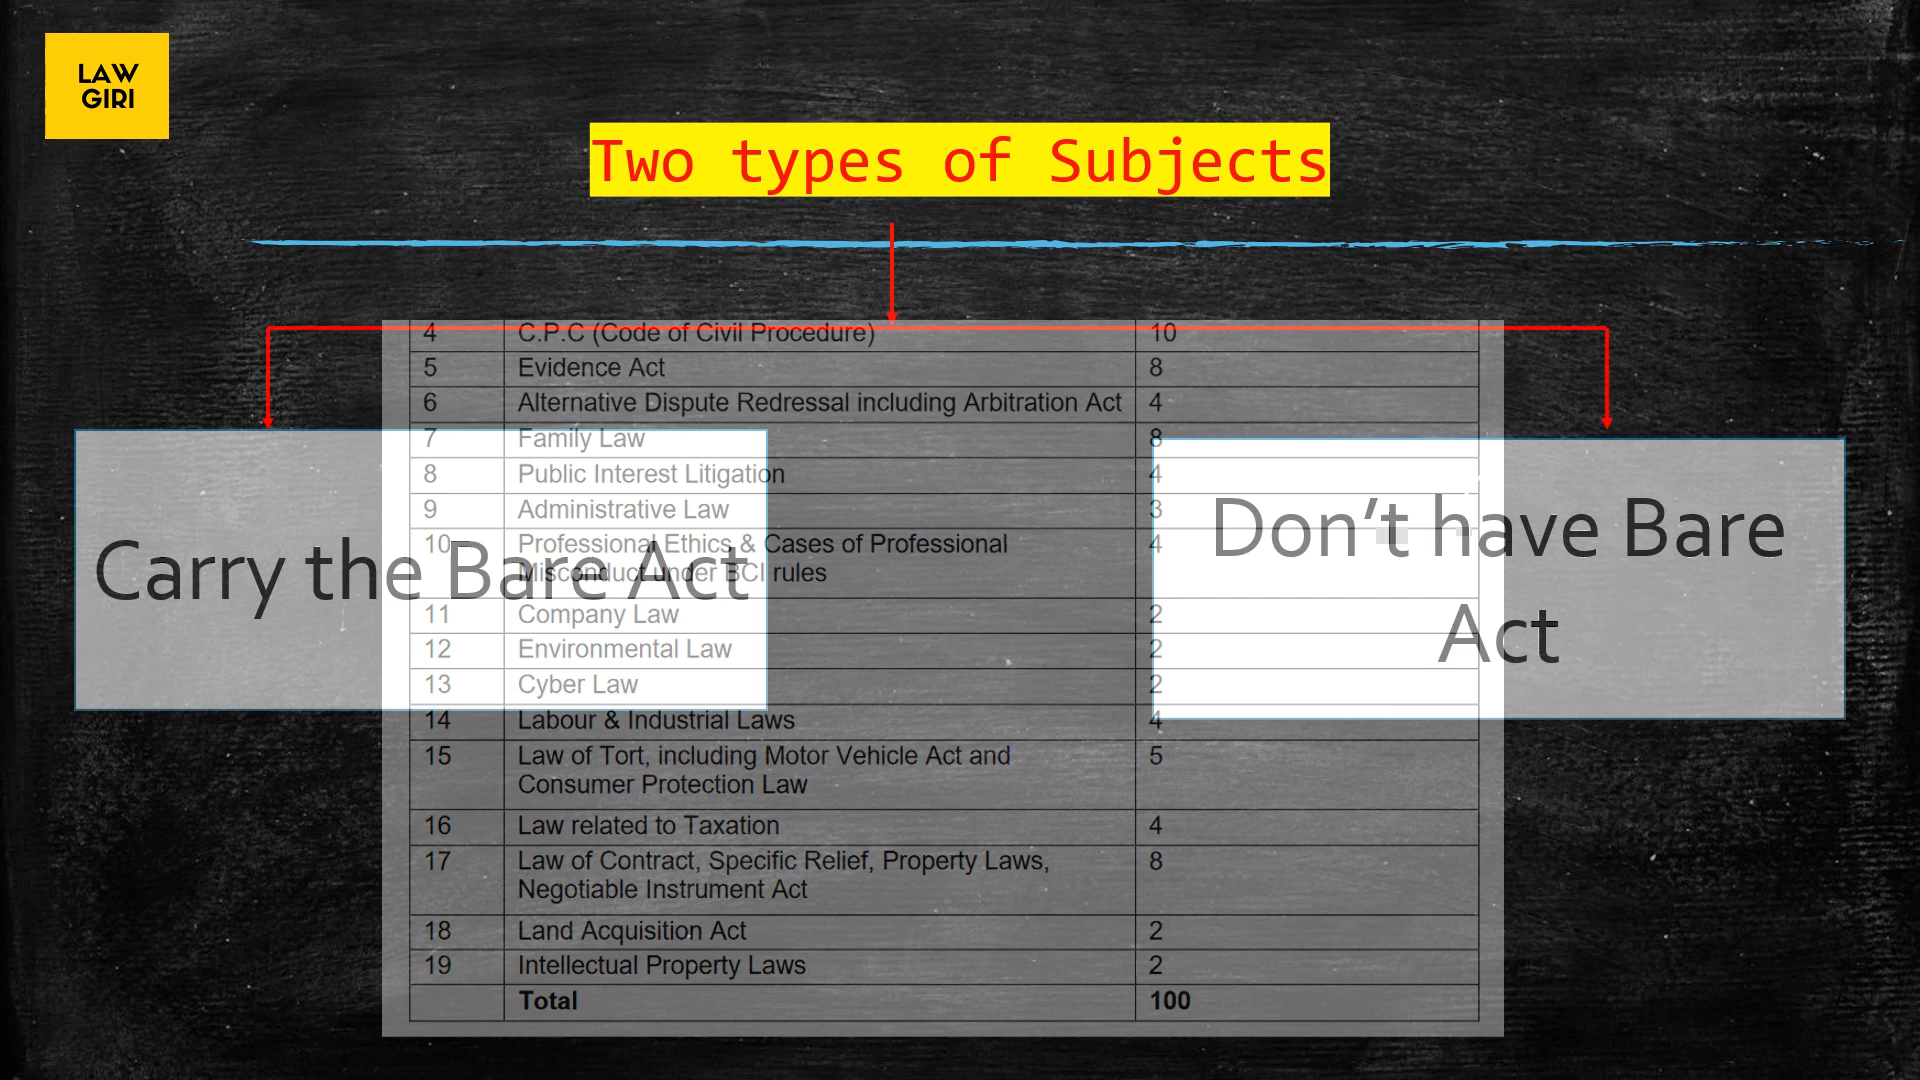 LAW
GIRI
Two types of Subjects
4 C.P.C (Code of Civil Procedure) 10
5 Evidence Act 8
6 Alternative Dispute Redressal including Arbitration Act 4
7 Family Law 8
8 Public Interest Litigation 4
9 Administrative Law 3
10 Professional Ethics & Cases of Professional 4
Misconduct under BCI rules
11 Company Law 2
12 Environmental Law 2
13 Cyber Law 2
14 Labour & Industrial Laws 4
15 Law of Tort, including Motor Vehicle Act and 5
Consumer Protection Law
16 Law related to Taxation 4
17 Law of Contract, Specific Relief, Property Laws, 8
Negotiable Instrument Act
18 Land Acquisition Act 2
19 Intellectual Property Laws 2
Total 100
Carry the Bare Act
Don’t have Bare
Act